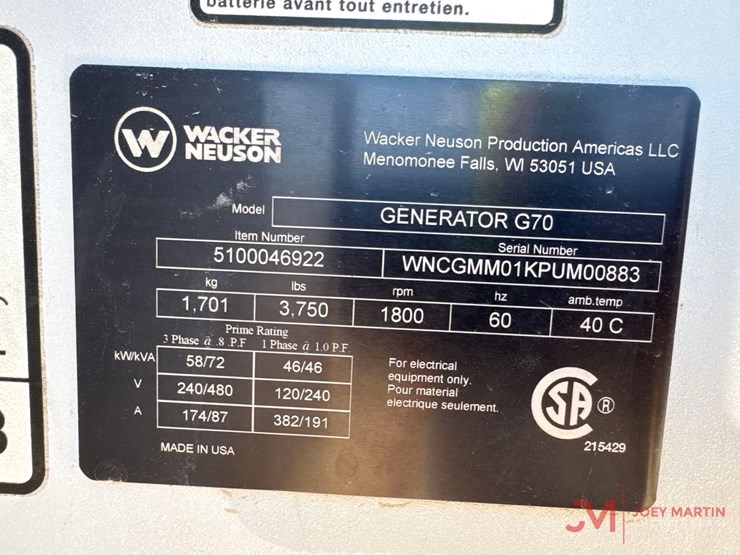 batterie avant tout entretien.
WACKER
NEUSON
Wacker Neuson Production Americas LLC
Menomonee Falls, WI 53051 USA
Model GENERATOR G70
Item Number Serial Number
5100046922 WNCGMM01KPUM00883
kg lbs rpm hz amb.temp
1,701 3,750 1800 60 40 C
Prime Rating
3 Phase @ .8 .P.F 1 Phase @ 1.0 P.F.
kW/kVA 58/72 46/46
V 240/480 120/240
A 174/87 382/191
For electrical
equipment only.
Pour material
electrique seulement.
SA ®
215429
MADE IN USA
JOEY MARTIN